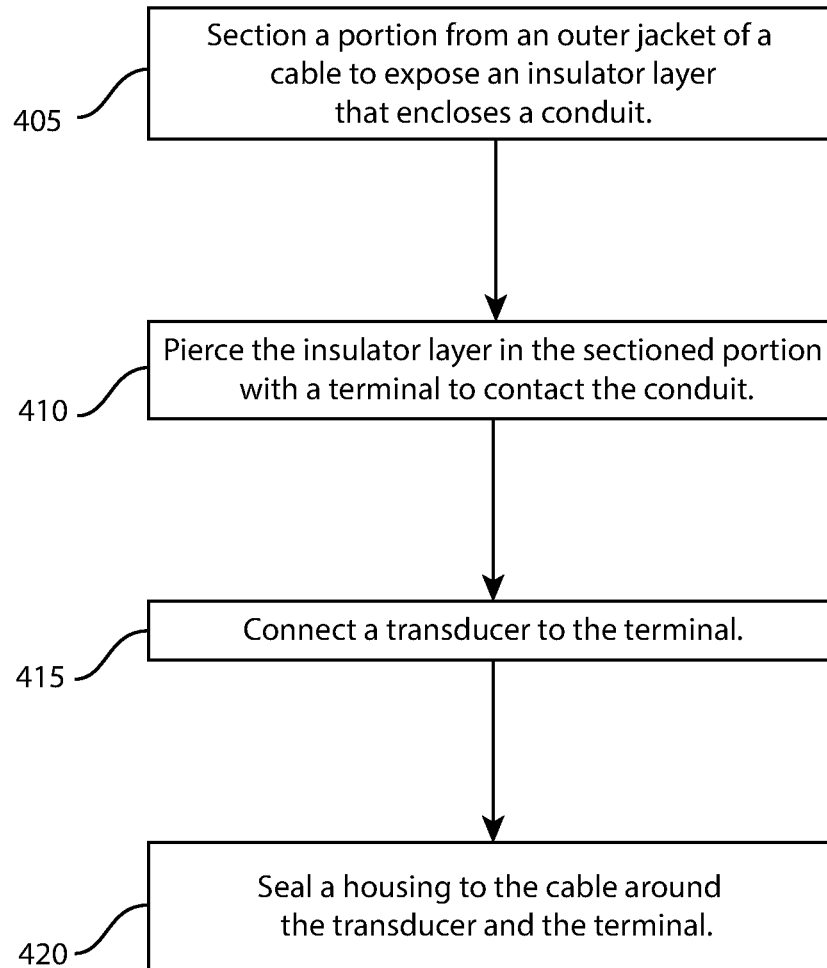 Section a portion from an outer jacket of a
cable to expose an insulator layer
that encloses a conduit.
405
Pierce the insulator layer in the sectioned portion
with a terminal to contact the conduit.
410
Connect a transducer to the terminal.
415
Seal a housing to the cable around
the transducer and the terminal.
420